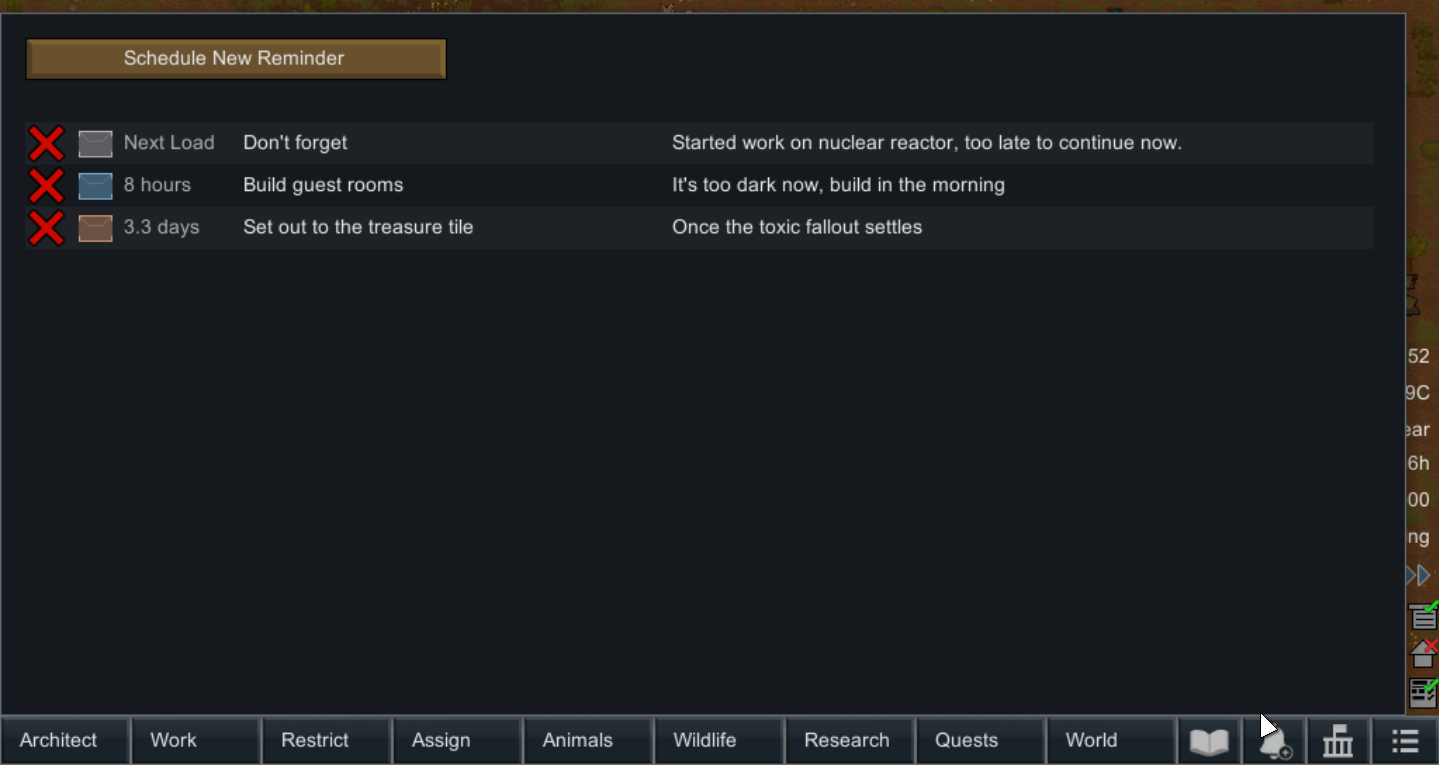 Schedule New Reminder
Next Load Don't forget Started work on nuclear reactor, too late to continue now.
8 hours Build guest rooms It's too dark now, build in the morning
3.3 days Set out to the treasure tile Once the toxic fallout settles
52
9C
ear
6h
00
ng
Architect Work Restrict Assign Animals Wildlife Research Quests World